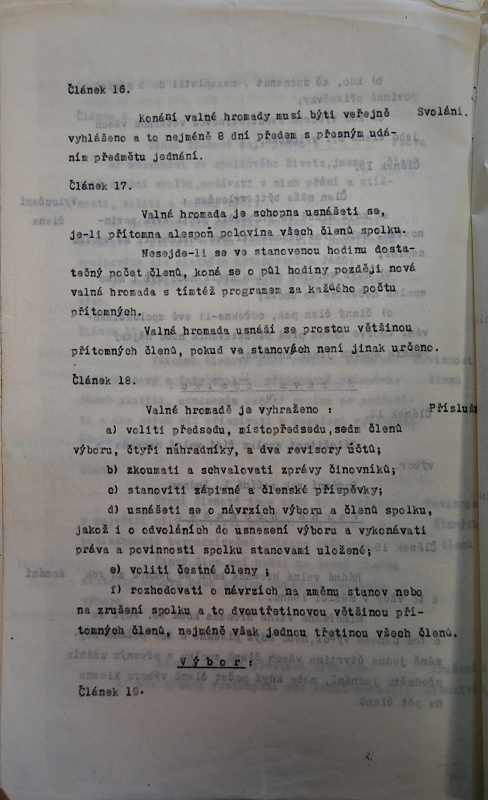 Článek 16.
Konání valné hromady musí býti veřejně
Svolání.
vyhlášeno a to nejméně 8 dní předem s přesným udá-
ním předmětu jednání.
Článek 17.
Valná hromada je schopna usnášeti se,
je-li přítomna alespoň polovina všech členů spolku.
Nesejde-li se ve stanovenou hodinu dosta-
tečný počet členů, koná se o půl hodiny později nová
valná hromada s tímtéž programem za každého počtu
přítomných.
Valná hromada usnáší se prostou většinou
přítomných členů, pokud ve stanovách není jinak určeno.
Článek 18.
Valné hromadě je vyhraženo :
Přísluš
a) voliti předsedu, místopředsedu,sedm členů
výboru, čtyři náhradníky, a dva revisory účtů;
b) zkoumati a schvalovati zprávy činovníků;
c) stanoviti zápisné a členské příspěvky;
d) usnášeti se o návrzích výboru a členů spolku,
jakož i o odvoláních do usnesení výboru a vykonávati
práva a povinnosti spolku stanovami uložené;
e) voliti čestné členy ;
f) rozhodovati o návrzích na změnu stanov nebo
na zrušení spolku a to dvoutřetinovou většinou pří-
tomných členů, nejméně však jednou třetinou všech členů.
Výbor:
Článek 19.